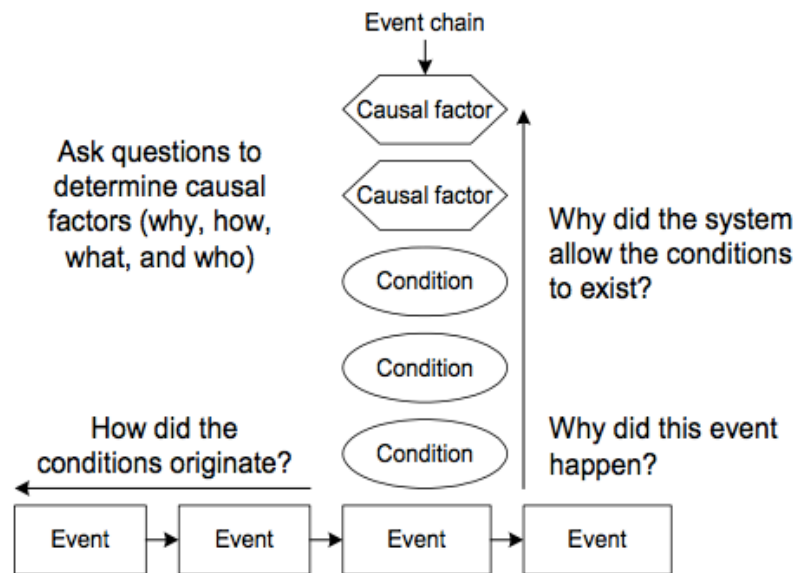 Event chain
Causal factor
Ask questions to
determine causal
factors (why, how,
what, and who)
Causal factor
Why did the system
allow the conditions
to exist?
Condition
Condition
How did the
conditions originate?
Condition
Why did this event
happen?
Event
Event
Event
Event